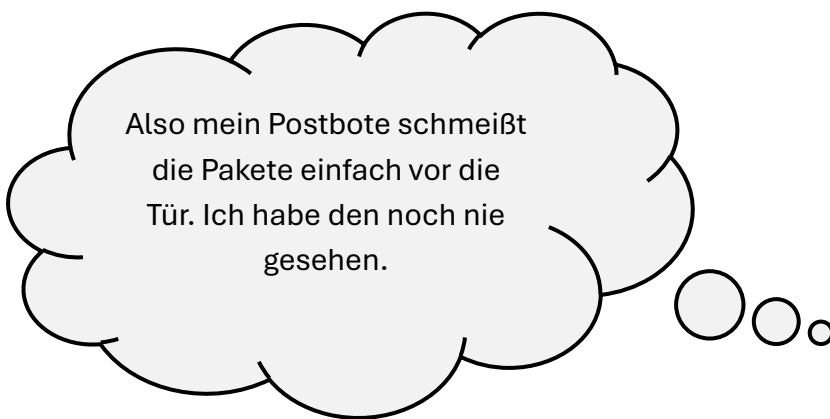 Also mein Postbote schmeißt
die Pakete einfach vor die
Tür. Ich habe den noch nie
gesehen.